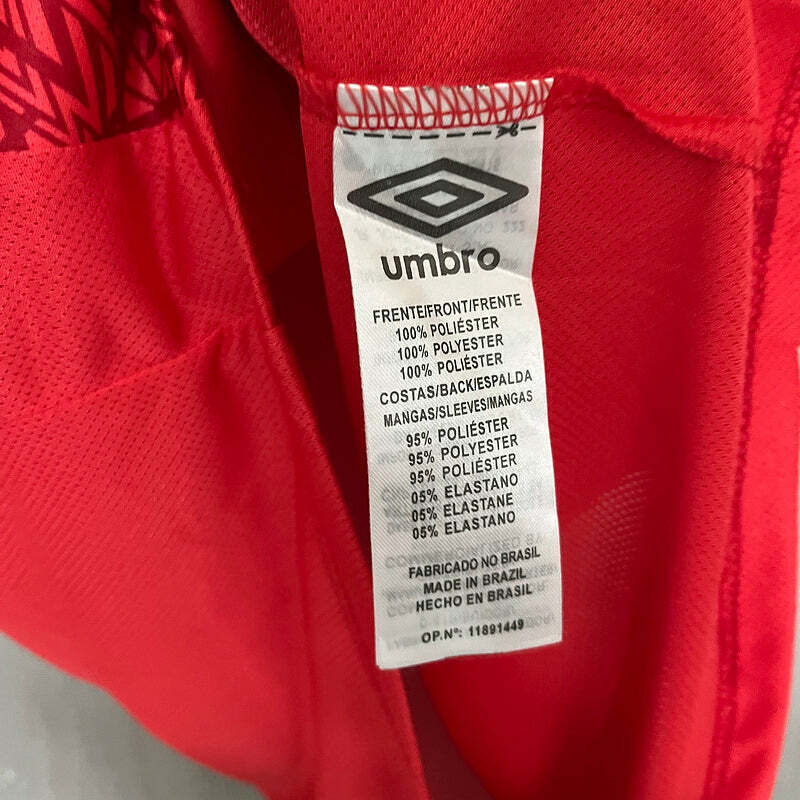 umbro
FRENTE/FRONT/FRENTE
100% POLIÉSTER
100% POLYESTER
100% POLIÉSTER
COSTAS/BACK/ESPALDA
MANGAS/SLEEVES/MANGAS
95% POLIÉSTER
95% POLYESTER
95% POLIÉSTER
05% ELASTANO
05% ELASTANE
05% ELASTANO
FABRICADO NO BRASIL
MADE IN BRAZIL
HECHO EN BRASIL
OP.Nº: 11891449